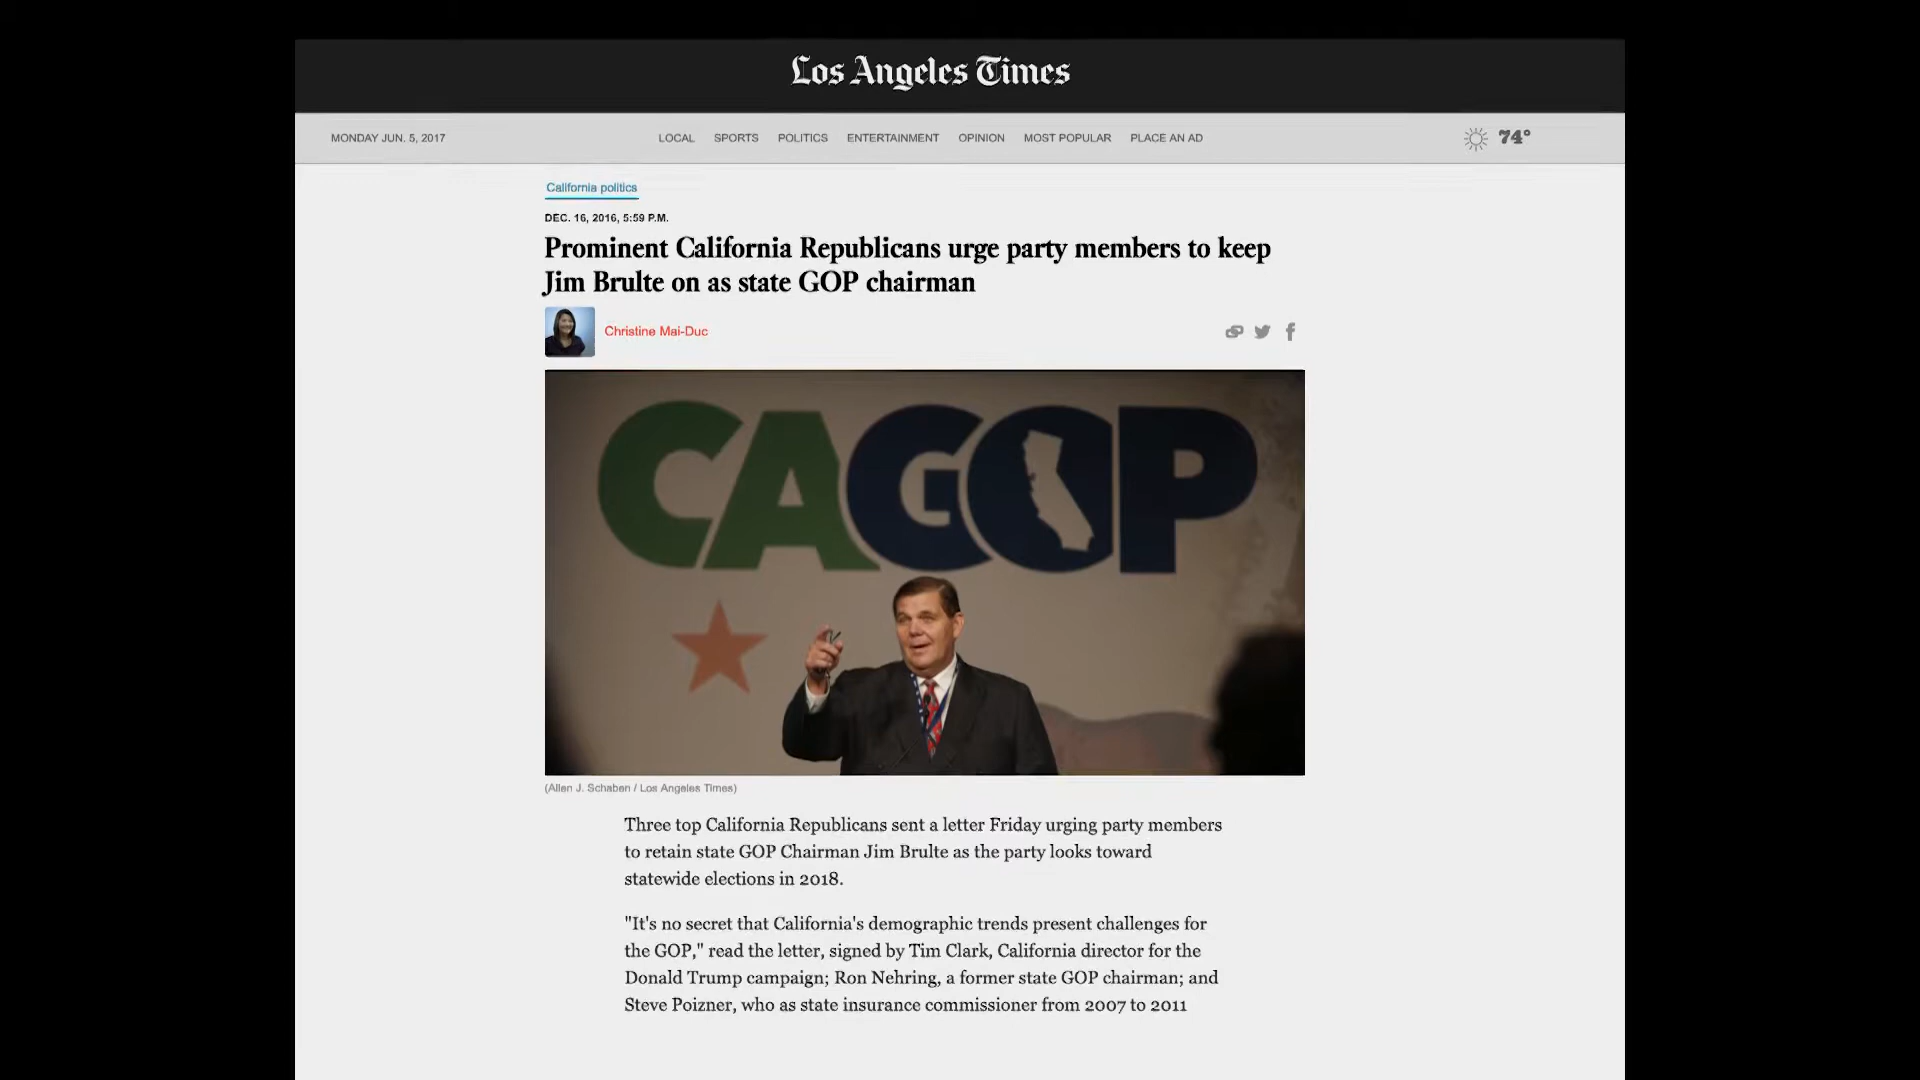 Los Angeles Times
MONDAY JUN. 5, 2017
LOCAL SPORTS POLITICS ENTERTAINMENT OPINION MOST POPULAR PLACE AN AD
74°
California politics
DEC. 16, 2016, 5:59 P.M.
Prominent California Republicans urge party members to keep
Jim Brulte on as state GOP chairman
Christine Mai-Duc
CAGOP
(Allen J. Schaben / Los Angeles Times)
Three top California Republicans sent a letter Friday urging party members
to retain state GOP Chairman Jim Brulte as the party looks toward
statewide elections in 2018.
"It's no secret that California's demographic trends present challenges for
the GOP," read the letter, signed by Tim Clark, California director for the
Donald Trump campaign; Ron Nehring, a former state GOP chairman; and
Steve Poizner, who as state insurance commissioner from 2007 to 2011